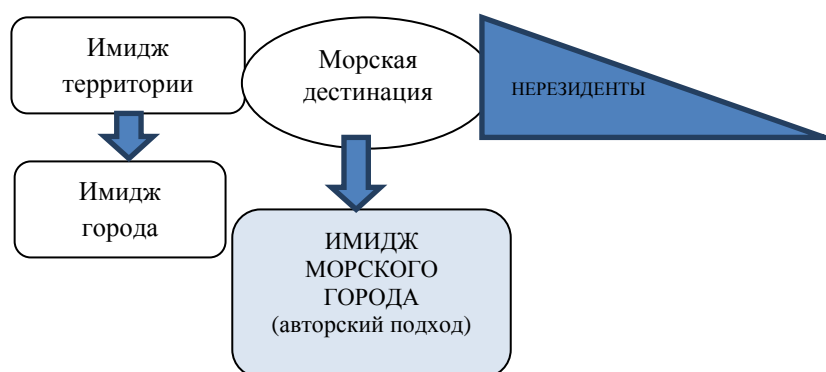 Имидж
территории
Морская
дестинация
НЕРЕЗИДЕНТЫ
Имидж
города
ИМИДЖ
МОРСКОГО
ГОРОДА
(авторский подход)